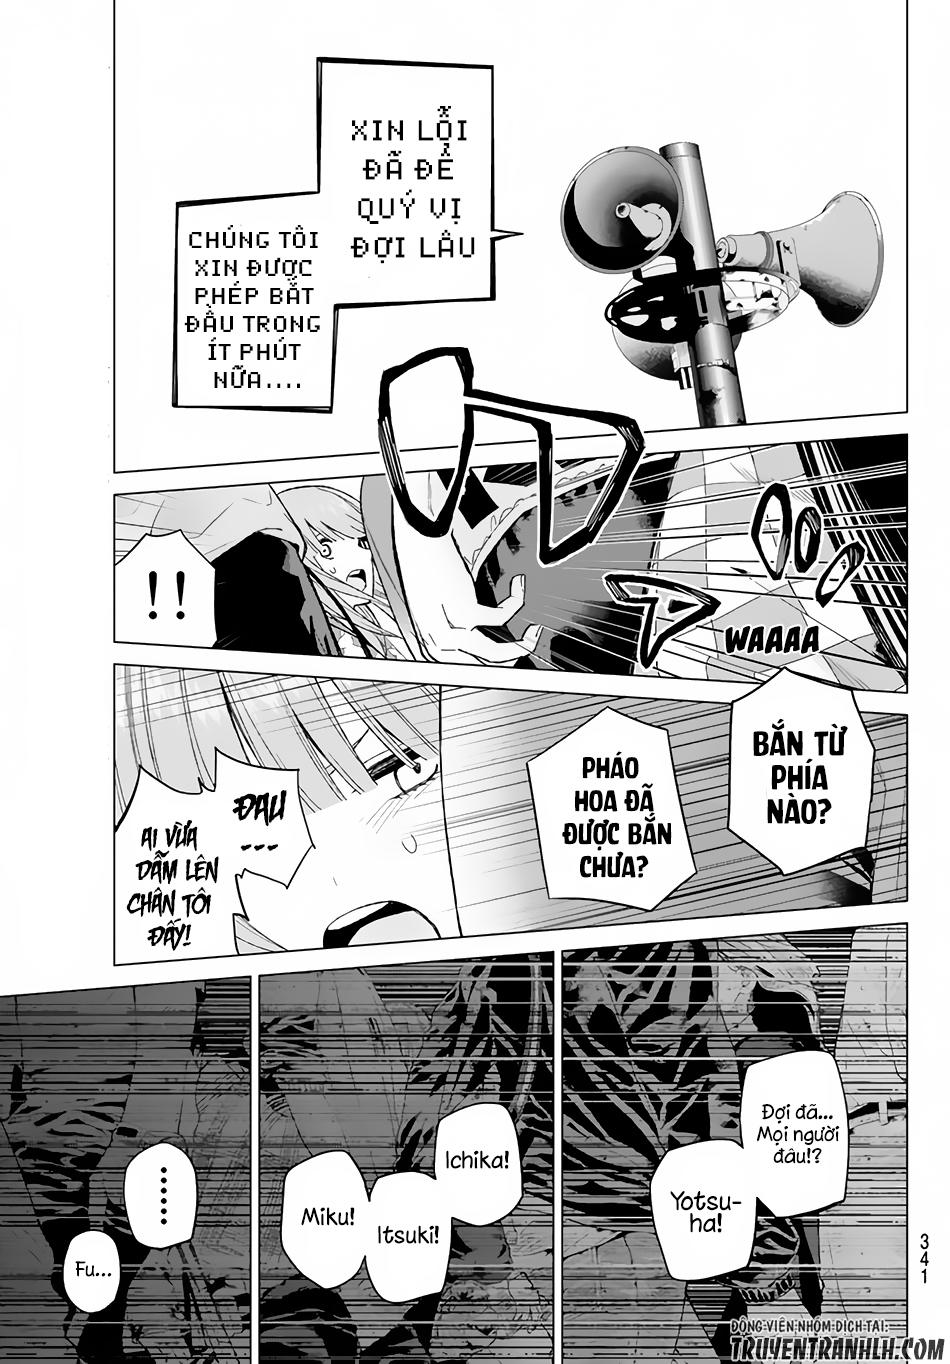 XIN LỖI
ĐÃ ĐỂ
QUÝ VỊ
ĐỢI LÂU
CHÚNG TÔI
XIN ĐƯỢC
PHÉP BẮT
ĐẦU TRONG
ÍT PHÚT
NỮA....
!!
WAAAA
BẮN TỪ
PHÍA
NÀO?
PHÁO
HOA ĐÃ
ĐƯỢC BẮN
CHƯA?
ĐAU
...
AI VỪA
DẪM LÊN
CHÂN TÔI
ĐẤY!
Đợi đã...
Mọi người
đâu!?
Yotsu-
ha!
Ichika!
Itsuki!
Miku!
......
Fu...
341
ĐỘNG VIÊN NHÓM DỊCH TẠI:
TRUYENTRANHLH.COM